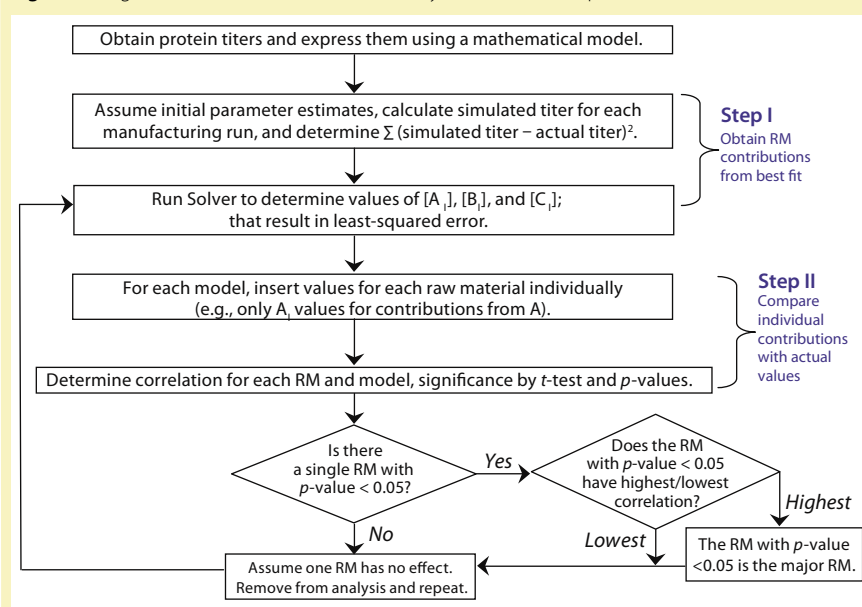 Obtain protein titers and express them using a mathematical model.
Assume initial parameter estimates, calculate simulated titer for each
manufacturing run, and determine Σ (simulated titer – actual titer)².
Step I
Obtain RM
contributions
from best fit
Run Solver to determine values of [A I], [B I], and [C I];
that result in least-squared error.
For each model, insert values for each raw material individually
(e.g., only A I values for contributions from A).
Step II
Compare
individual
contributions
with actual
values
Determine correlation for each RM and model, significance by t-test and p-values.
Is there
a single RM with
p-value < 0.05?
Yes
Does the RM
with p-value < 0.05
have highest/lowest
correlation?
Highest
No
Lowest
The RM with p-value
<0.05 is the major RM.
Assume one RM has no effect.
Remove from analysis and repeat.